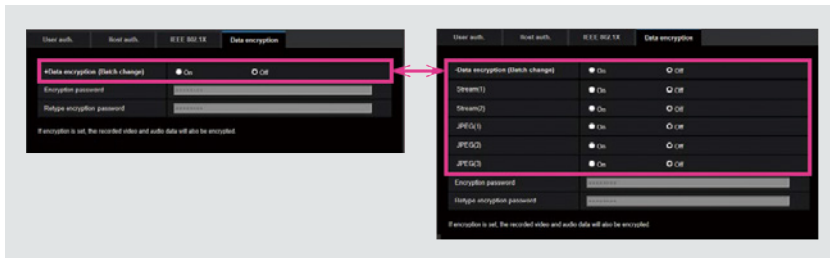 User auth. Host auth. IEEE 802.1X Data encryption
+Data encryption (Batch change) On Off
Encryption password
Retype encryption password
If encryption is set, the recorded video and audio data will also be encrypted.
User auth. Host auth. IEEE 802.1X Data encryption
-Data encryption (Batch change) On Off
Stream(1) On Off
Stream(2) On Off
JPEG(1) On Off
JPEG(2) On Off
JPEG(3) On Off
Encryption password
Retype encryption password
If encryption is set, the recorded video and audio data will also be encrypted.